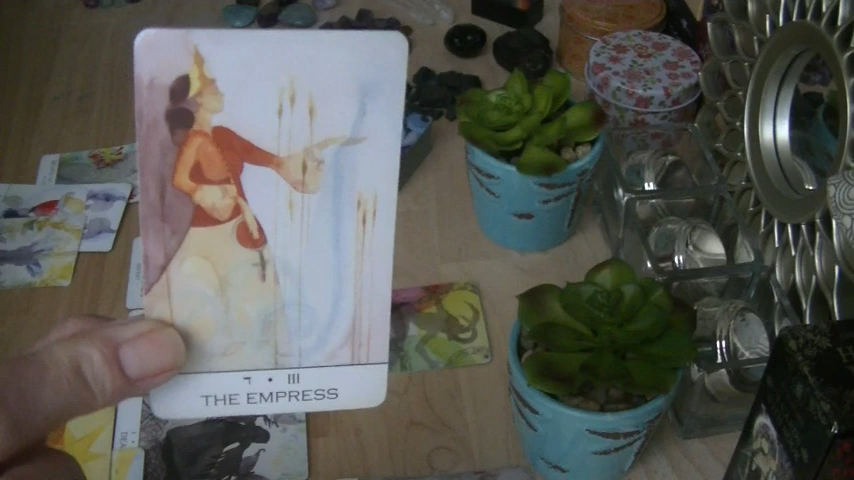 ד • III
THE EMPRESS